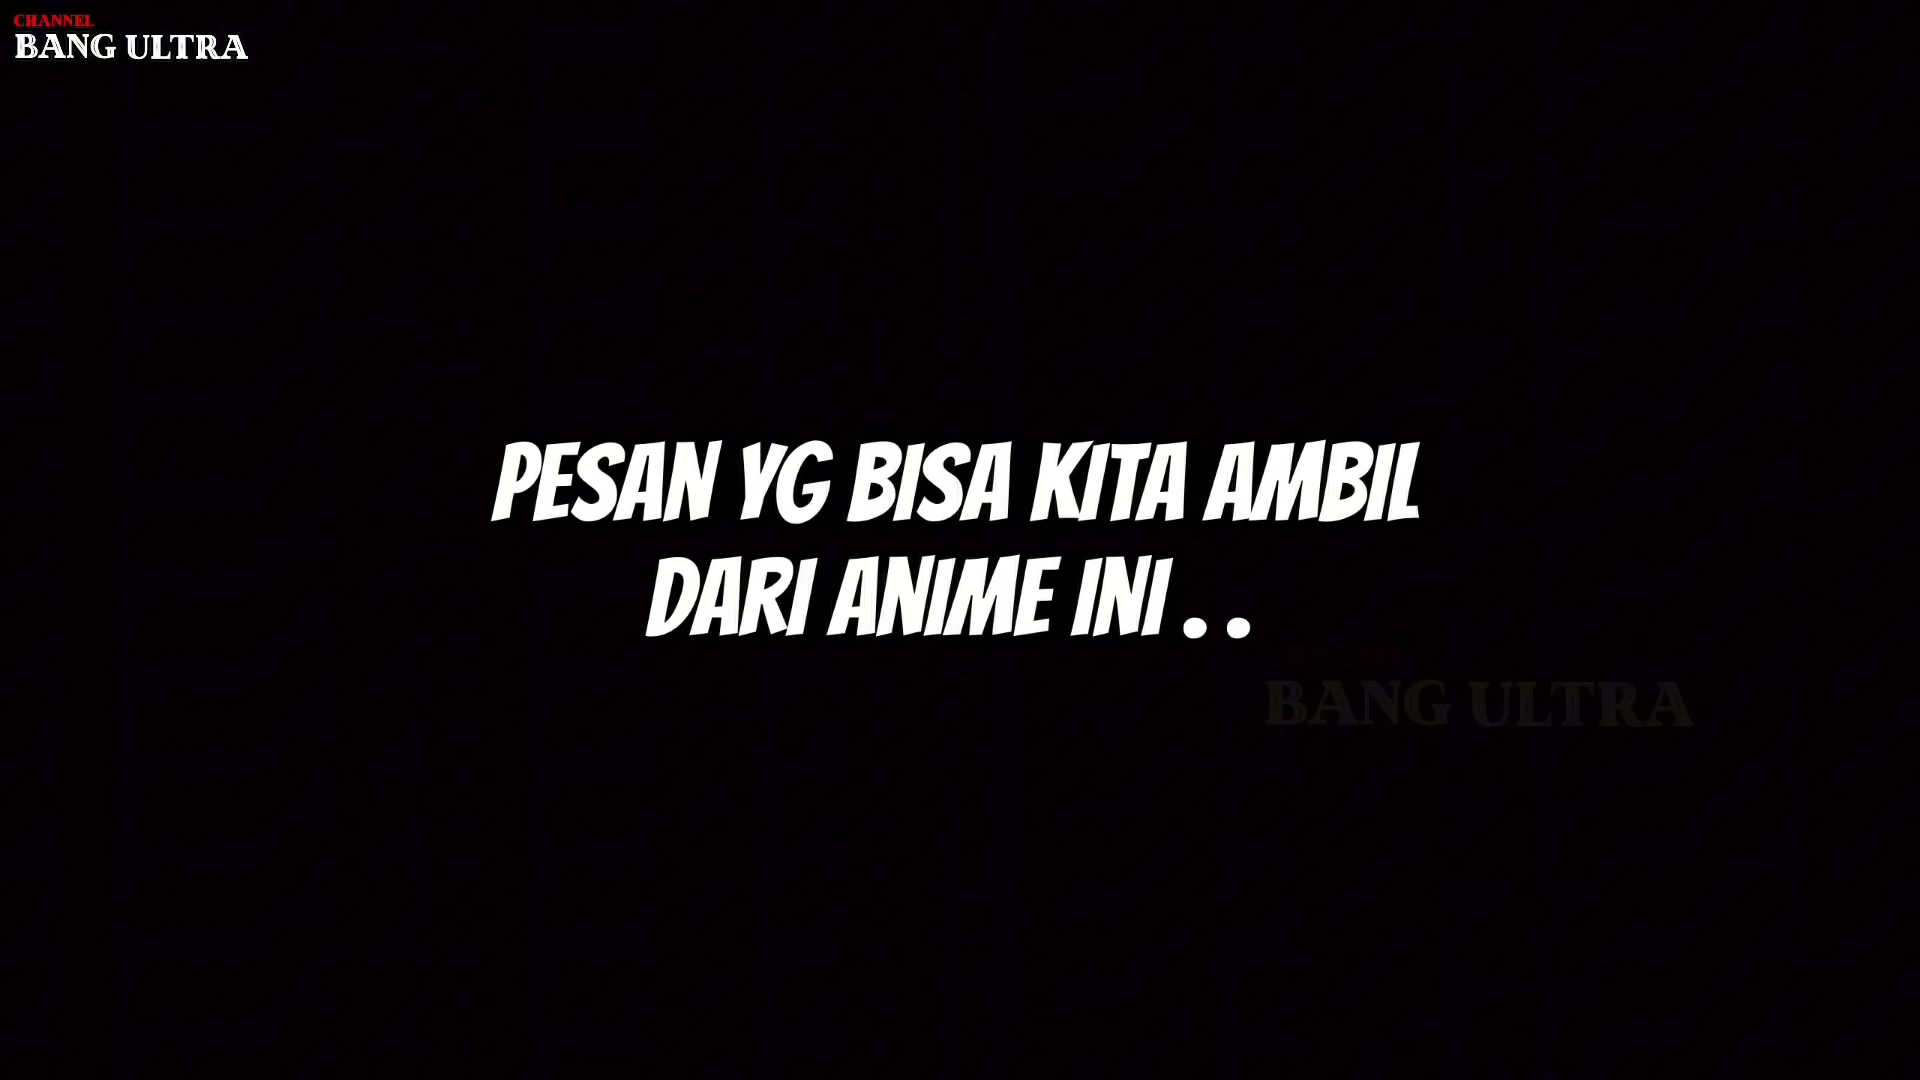 CHANNEL
BANG ULTRA
PESAN YG BISA KITA AMBIL
DARI ANIME INI . .
BANG ULTRA